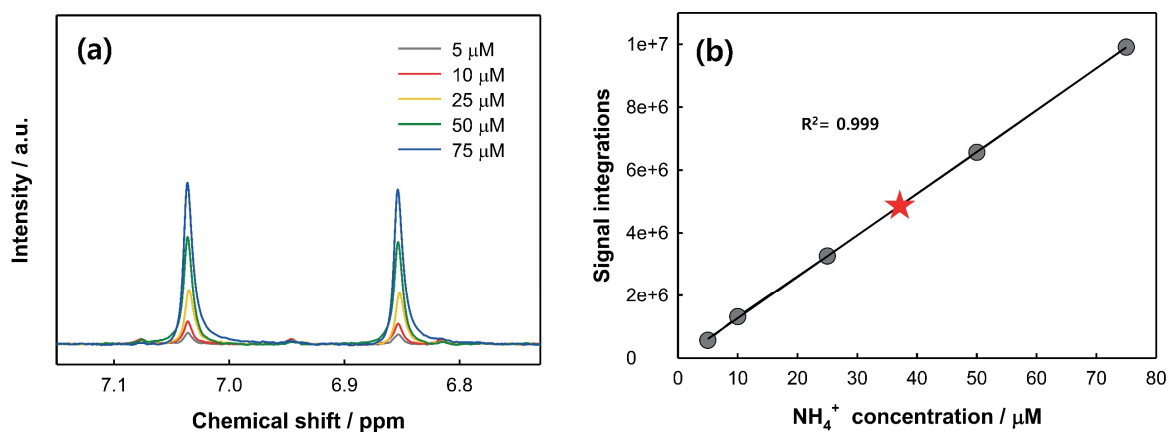 (a)
5 μM
10 μM
25 μM
50 μM
75 μM
Intensity / a.u.
7.1 7.0 6.9 6.8
Chemical shift / ppm
(b)
R²= 0.999
Signal integrations
1e+7
8e+6
6e+6
4e+6
2e+6
0
0 10 20 30 40 50 60 70 80
NH₄⁺ concentration / μM